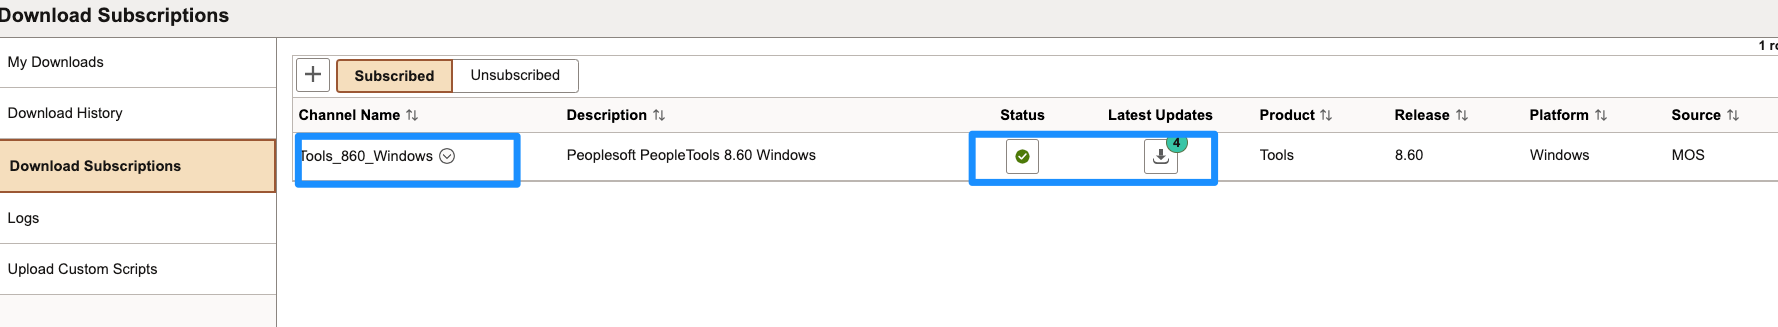 Download Subscriptions
My Downloads
Download History
Download Subscriptions
Logs
Upload Custom Scripts
1 ro
Subscribed Unsubscribed
Channel Name Description Status Latest Updates Product Release Platform Source
Tools_860_Windows Peoplesoft PeopleTools 8.60 Windows 4 Tools 8.60 Windows MOS